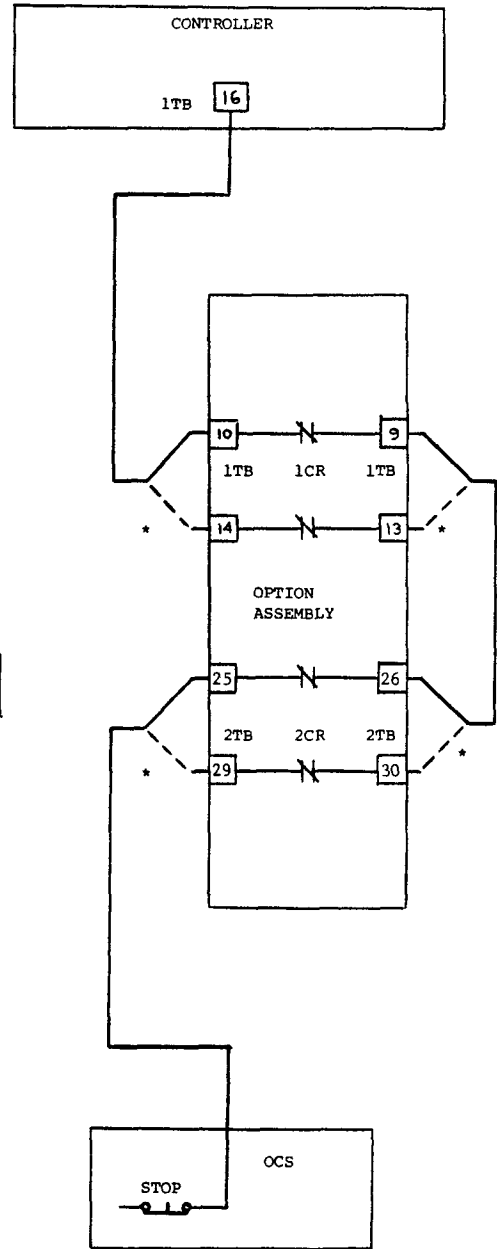 CONTROLLER
1TB 16
10 9
1TB 1CR 1TB
* 14 13 *
OPTION
ASSEMBLY
25 26
2TB 2CR 2TB
* 29 30 *
OCS
STOP